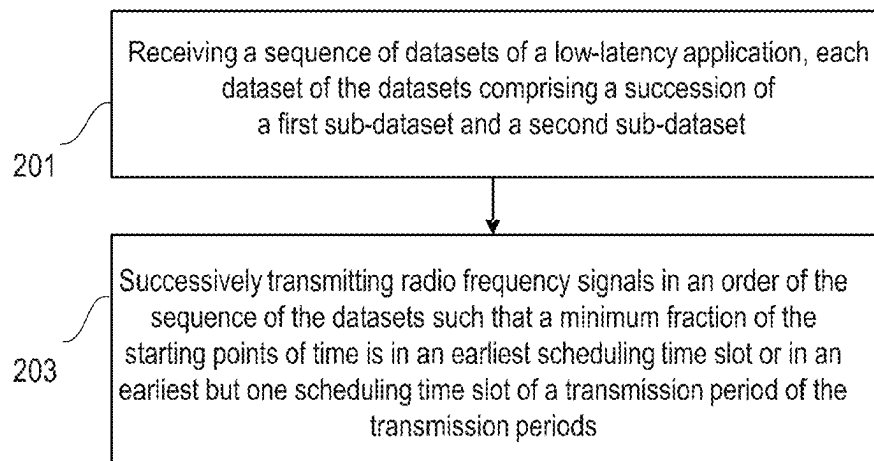 Receiving a sequence of datasets of a low-latency application, each
dataset of the datasets comprising a succession of
a first sub-dataset and a second sub-dataset
201
Successively transmitting radio frequency signals in an order of the
sequence of the datasets such that a minimum fraction of the
starting points of time is in an earliest scheduling time slot or in an
earliest but one scheduling time slot of a transmission period of the
transmission periods
203